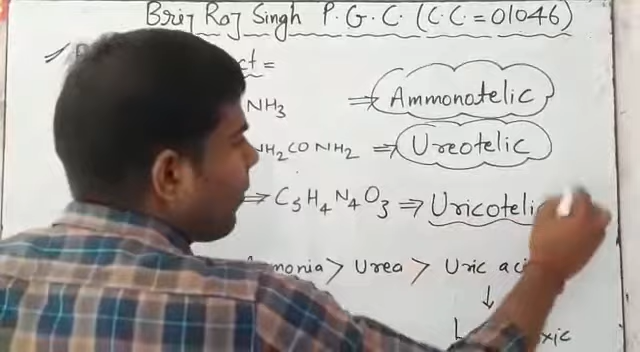 Brij Raj Singh P.G.C. (C.C = 01046)
ct =
NH3 ⇒ Ammonotelic
NH2CONH2 ⇒ Ureotelic
⇒ C5H4N4O3 ⇒ Uricoteli
monia > Urea > Uric aci
↓
L xic